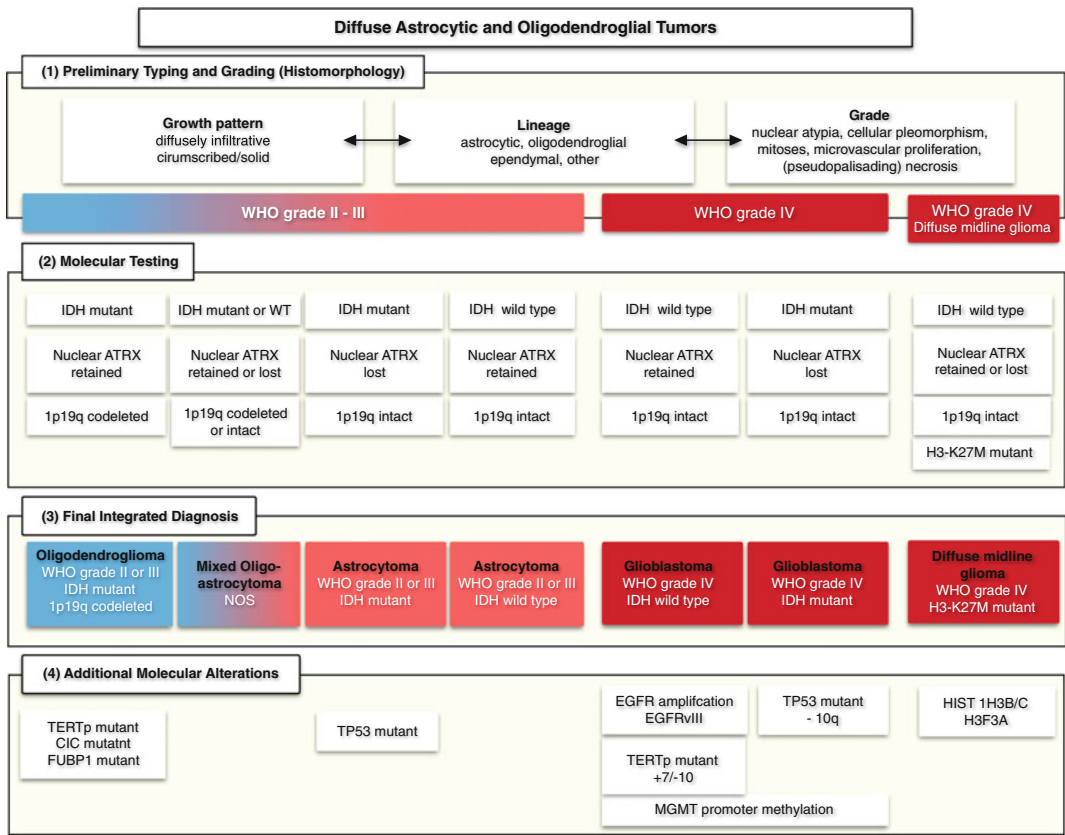 Diffuse Astrocytic and Oligodendroglial Tumors
(1) Preliminary Typing and Grading (Histomorphology)
Growth pattern
diffusely infiltrative
cirumscribed/solid
Lineage
astrocytic, oligodendroglial
ependymal, other
Grade
nuclear atypia, cellular pleomorphism,
mitoses, microvascular proliferation,
(pseudopalisading) necrosis
WHO grade II - III
WHO grade IV
WHO grade IV
Diffuse midline glioma
(2) Molecular Testing
IDH mutant
IDH mutant or WT
IDH mutant
IDH wild type
IDH wild type
IDH mutant
IDH wild type
Nuclear ATRX
retained
Nuclear ATRX
retained or lost
Nuclear ATRX
lost
Nuclear ATRX
retained
Nuclear ATRX
retained
Nuclear ATRX
lost
Nuclear ATRX
retained or lost
1p19q codeleted
1p19q codeleted
or intact
1p19q intact
1p19q intact
1p19q intact
1p19q intact
1p19q intact
H3-K27M mutant
(3) Final Integrated Diagnosis
Oligodendroglioma
WHO grade II or III
IDH mutant
1p19q codeleted
Mixed Oligo-
astrocytoma
NOS
Astrocytoma
WHO grade II or III
IDH mutant
Astrocytoma
WHO grade II or III
IDH wild type
Glioblastoma
WHO grade IV
IDH wild type
Glioblastoma
WHO grade IV
IDH mutant
Diffuse midline
glioma
WHO grade IV
H3-K27M mutant
(4) Additional Molecular Alterations
TERTp mutant
CIC mutatnt
FUBP1 mutant
TP53 mutant
EGFR amplifcation
EGFRvIII
TP53 mutant
- 10q
HIST 1H3B/C
H3F3A
TERTp mutant
+7/-10
MGMT promoter methylation